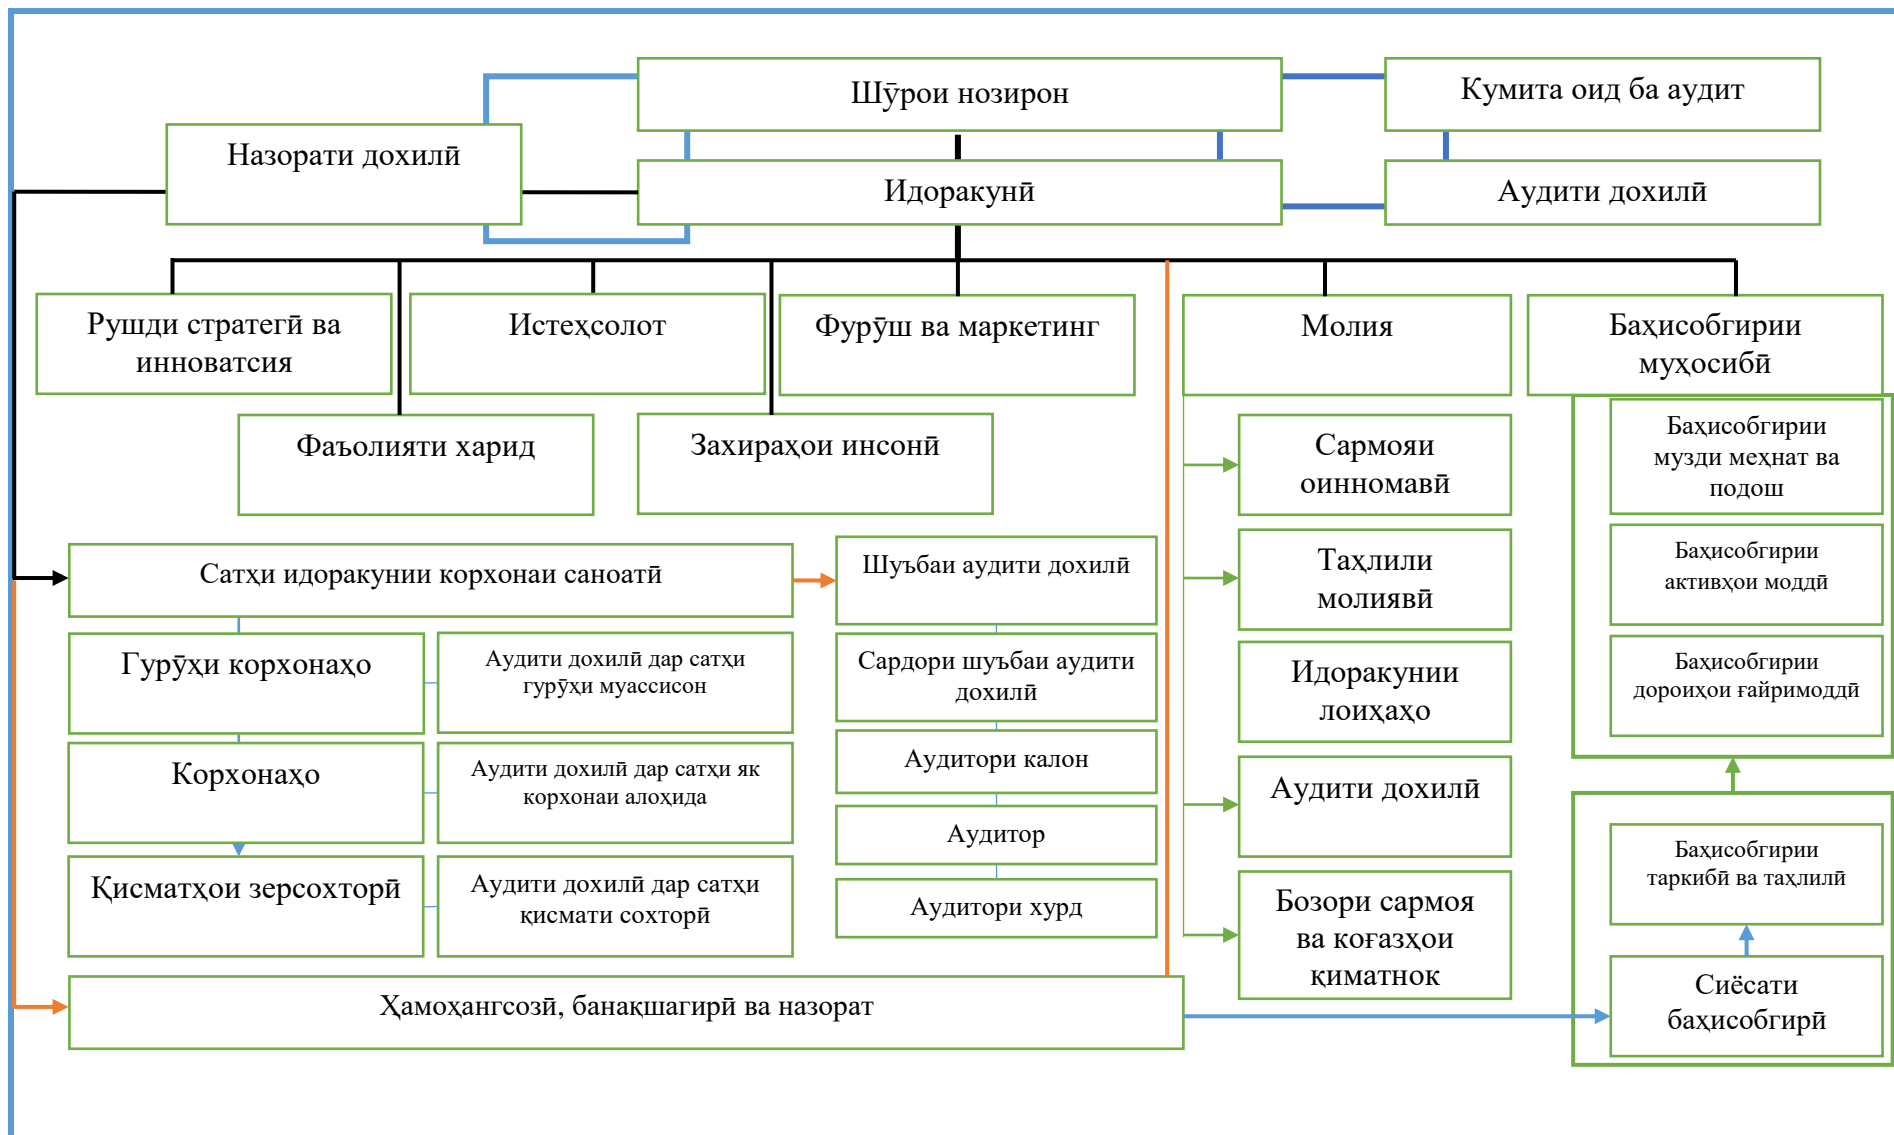 Шӯрои нозирон
Кумита оид ба аудит
Назорати дохилӣ
Идоракунӣ
Аудити дохилӣ
Рушди стратегӣ ва
инноватсия
Истеҳсолот
Фурӯш ва маркетинг
Молия
Баҳисобгирии
муҳосибӣ
Фаъолияти харид
Захираҳои инсонӣ
Сармояи
оинномавӣ
Таҳлили
молиявӣ
Идоракунии
лоиҳаҳо
Аудити дохилӣ
Бозори сармоя
ва коғазҳои
қиматнок
Баҳисобгирии
музди меҳнат ва
подош
Баҳисобгирии
активҳои моддӣ
Баҳисобгирии
дороиҳои ғайримоддӣ
Сатҳи идоракунии корхонаи саноатӣ
Гурӯҳи корхонаҳо
Аудити дохилӣ дар сатҳи
гурӯҳи муассисон
Корхонаҳо
Аудити дохилӣ дар сатҳи як
корхонаи алоҳида
Қисматҳои зерсохторӣ
Аудити дохилӣ дар сатҳи
қисмати сохторӣ
Шуъбаи аудити дохилӣ
Сардори шуъбаи аудити
дохилӣ
Аудитори калон
Аудитор
Аудитори хурд
Баҳисобгирии
таркибӣ ва таҳлилӣ
Ҳамоҳангсозӣ, банақшагирӣ ва назорат
Сиёсати
баҳисобгирӣ